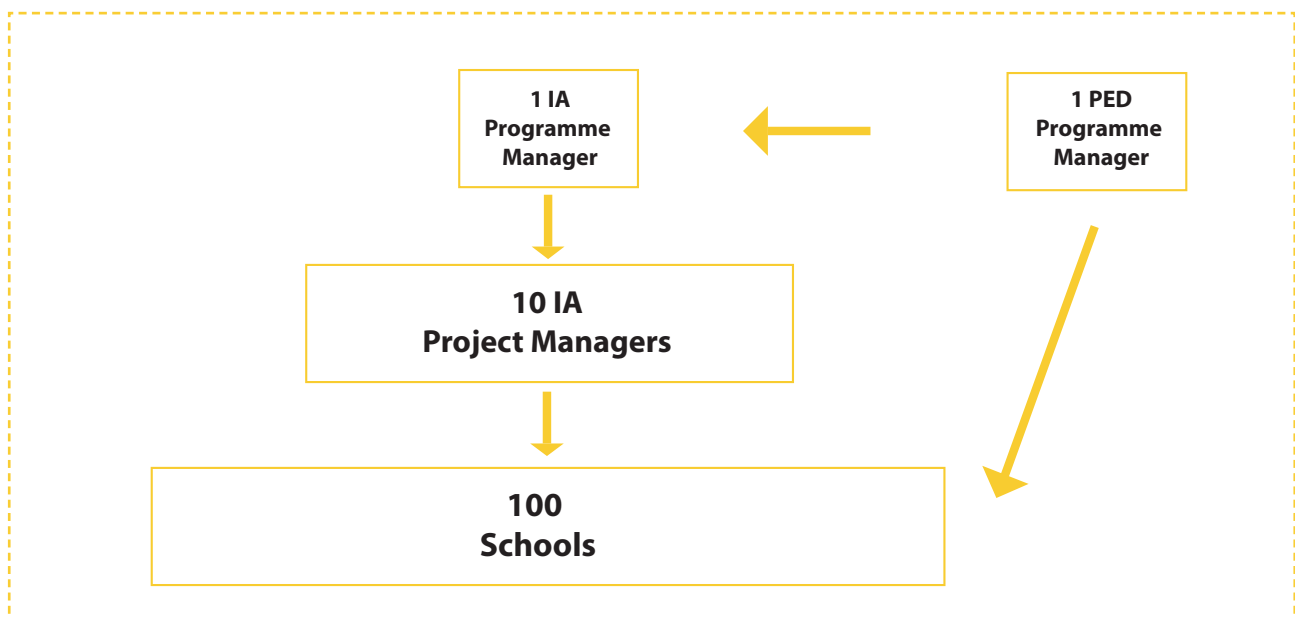 1 IA
Programme
Manager
1 PED
Programme
Manager
10 IA
Project Managers
100
Schools